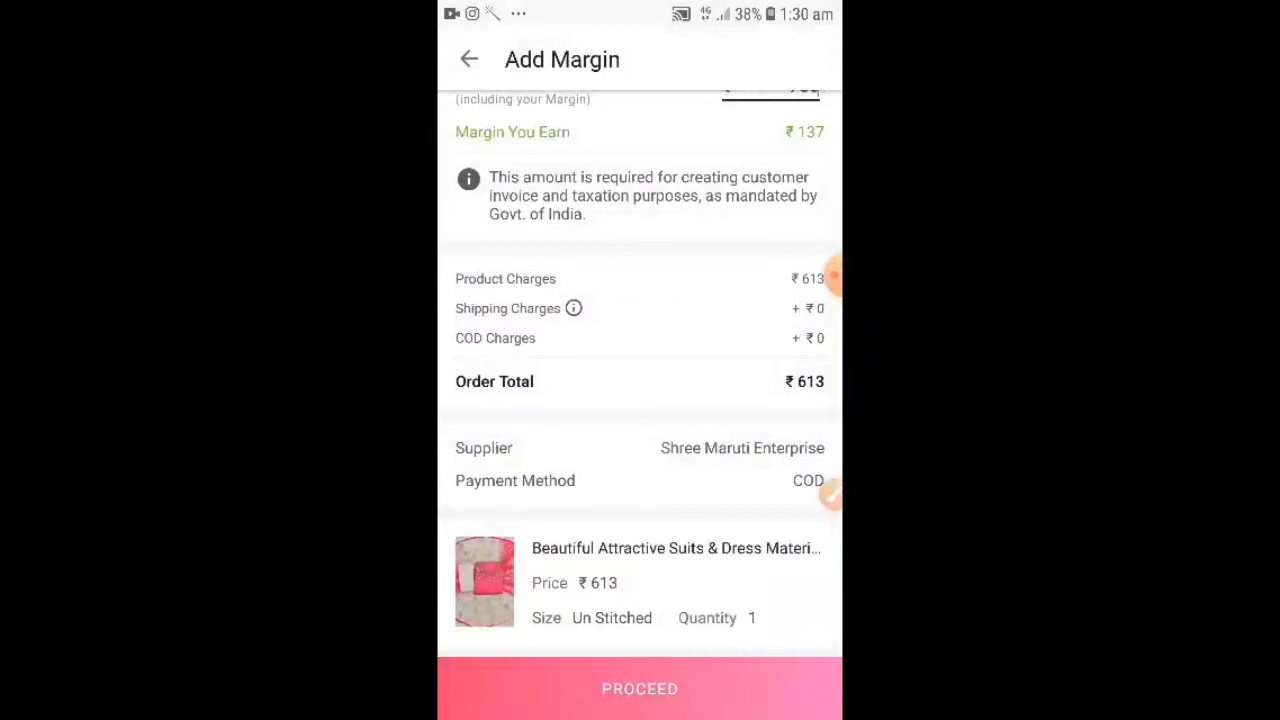 ... 4G 38% 1:30 am
Add Margin
(including your Margin)
Margin You Earn ₹ 137
This amount is required for creating customer
invoice and taxation purposes, as mandated by
Govt. of India.
Product Charges ₹ 613
Shipping Charges + ₹ 0
COD Charges + ₹ 0
Order Total ₹ 613
Supplier Shree Maruti Enterprise
Payment Method COD
Beautiful Attractive Suits & Dress Materi...
Price ₹ 613
Size Un Stitched Quantity 1
PROCEED